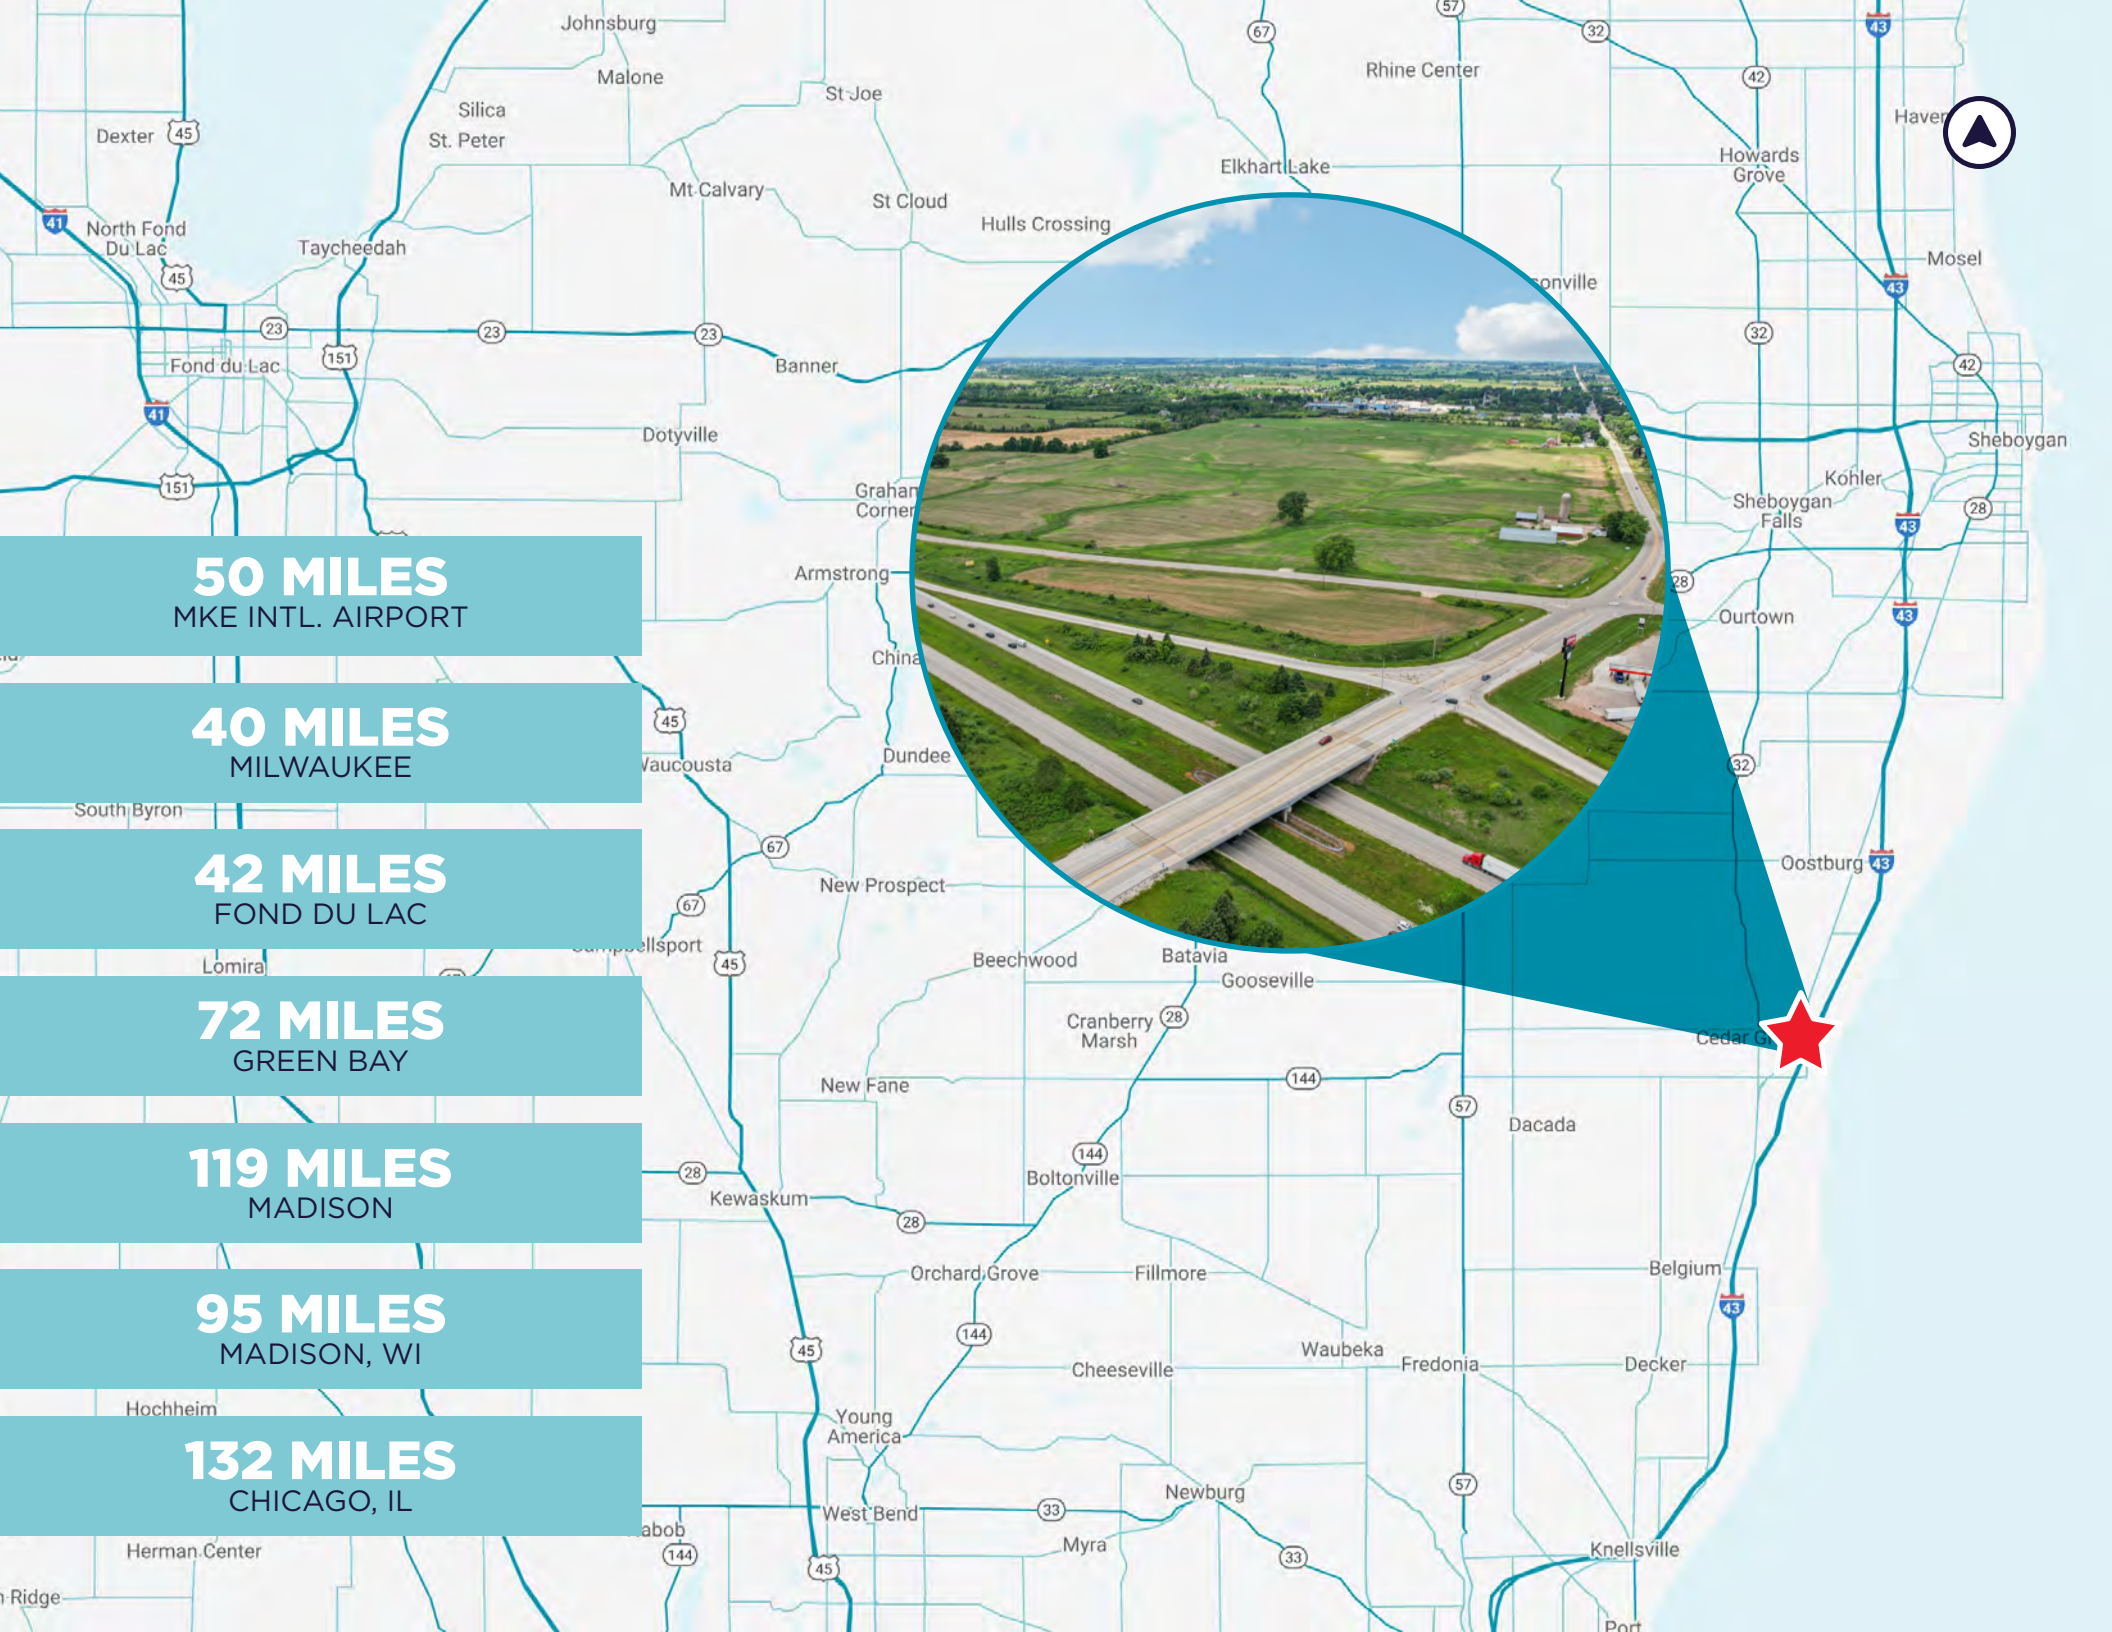 Johnsburg
57
32
43
67
Malone
Rhine Center
42
St Joe
Silica
Dexter
45
St. Peter
Howards
Grove
Elkhart Lake
Mt Calvary
St Cloud
Hulls Crossing
41
North Fond
Du Lac
45
Taycheedah
Mosel
43
23
23
23
32
151
Fond du Lac
Banner
42
41
Dotyville
Sheboygan
Kohler
151
Sheboygan
Falls
28
43
50 MILES
MKE INTL. AIRPORT
Armstrong
28
Ourtown
43
40 MILES
MILWAUKEE
45
Dundee
32
South Byron
42 MILES
FOND DU LAC
67
New Prospect
Oostburg
43
67
Lomira
45
Beechwood
Batavia
Gooseville
72 MILES
GREEN BAY
Cranberry
Marsh
28
New Fane
144
57
Dacada
119 MILES
MADISON
144
Boltonville
28
Kewaskum
28
Orchard Grove
Fillmore
Belgium
95 MILES
MADISON, WI
43
144
45
Waubeka
Cheeseville
Fredonia
Decker
Hochheim
Young
America
132 MILES
CHICAGO, IL
57
Newburg
West Bend
33
Myra
Herman Center
144
45
33
Knellsville
Ridge
Port